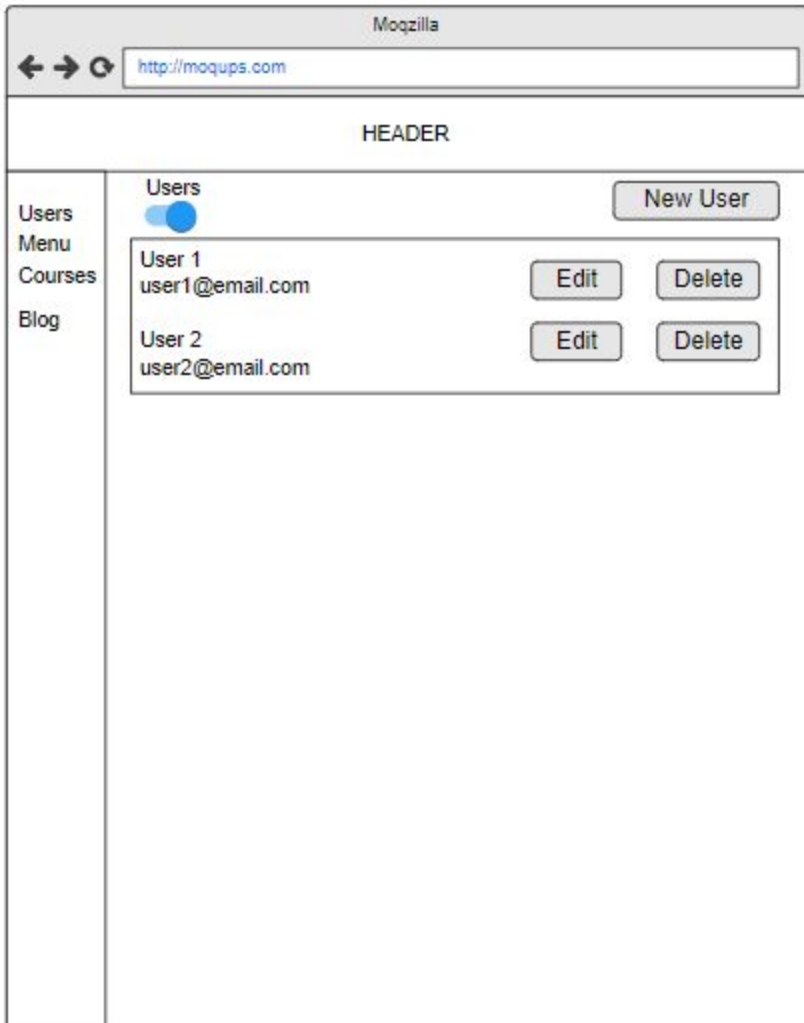 Moqzilla
http://moqups.com
HEADER
Users
Menu
Courses
Blog
Users
New User
User 1
user1@email.com
Edit
Delete
User 2
user2@email.com
Edit
Delete